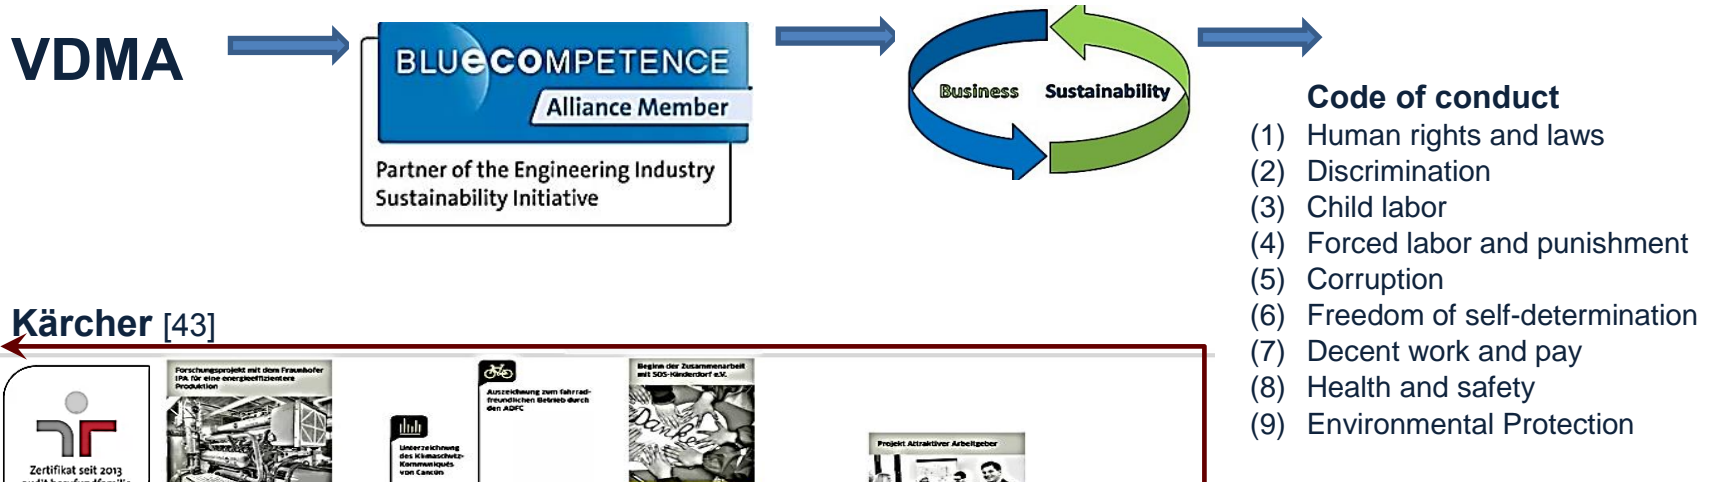 VDMA
BLUeCOMPETENCE
Alliance Member
Partner of the Engineering Industry
Sustainability Initiative
Business Sustainability
Code of conduct
(1) Human rights and laws
(2) Discrimination
(3) Child labor
(4) Forced labor and punishment
(5) Corruption
(6) Freedom of self-determination
(7) Decent work and pay
(8) Health and safety
(9) Environmental Protection
Kärcher [43]
Zertifikat seit 2013
audit berufundfamilie
Forschungsprojekt mit dem Fraunhofer
IPA für eine energieeffizientere
Produktion
Unterzeichnung
des Klimaschutz-
Kommuniqués
von Cancún
Auszeichnung zum fahrrad-
freundlichen Betrieb durch
den ADFC
Beginn der Zusammenarbeit
mit SOS-Kinderdorf e.V.
Danke
Projekt Attraktiver Arbeitgeber